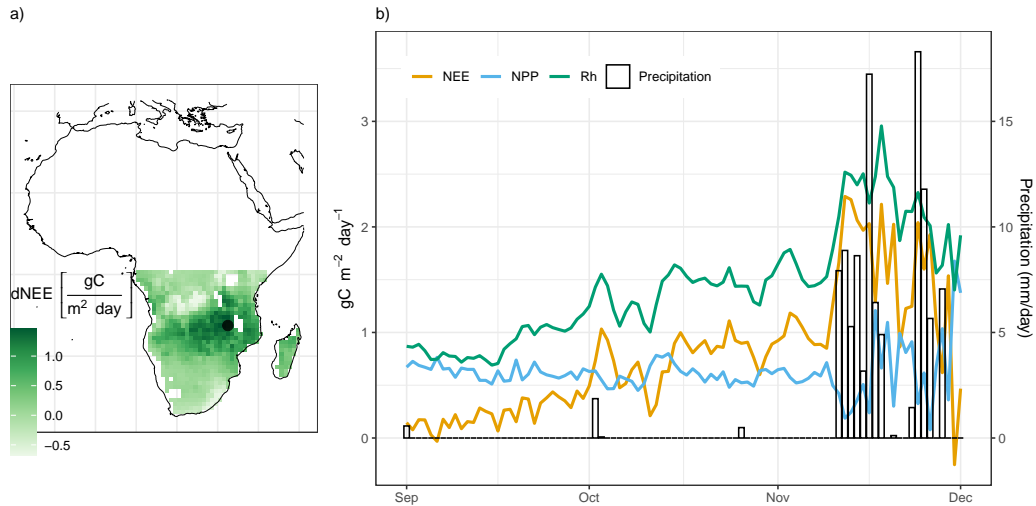 a)
dNEE [gC / m² day]
1.0
0.5
0.0
−0.5
b)
NEE NPP Rh Precipitation
gC m⁻² day⁻¹
3
2
1
0
Precipitation (mm/day)
15
10
5
0
Sep Oct Nov Dec